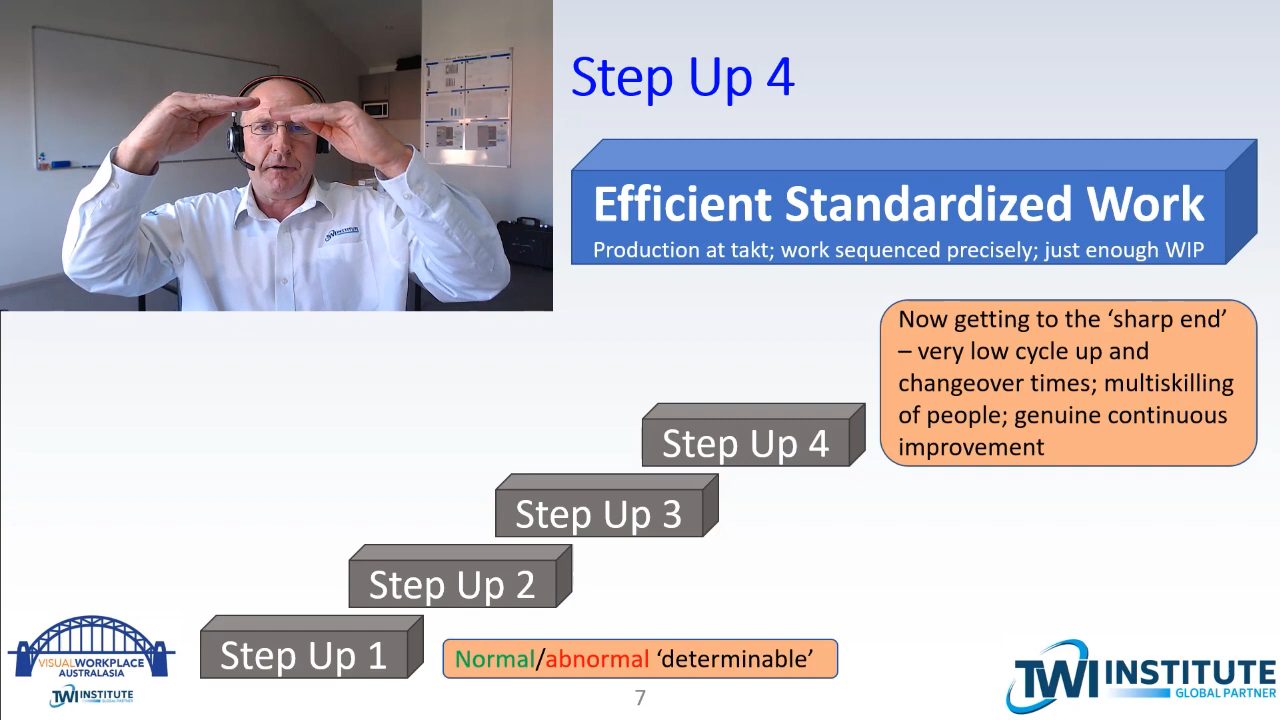 Step Up 4
Efficient Standardized Work
Production at takt; work sequenced precisely; just enough WIP
Now getting to the ‘sharp end’
– very low cycle up and
changeover times; multiskilling
of people; genuine continuous
improvement
Step Up 4
Step Up 3
Step Up 2
Step Up 1
Normal/abnormal ‘determinable’
VISUALWORKPLACE
AUSTRALASIA
TWI INSTITUTE
GLOBAL PARTNER
7
TWI INSTITUTE
GLOBAL PARTNER
TWI INSTITUTE